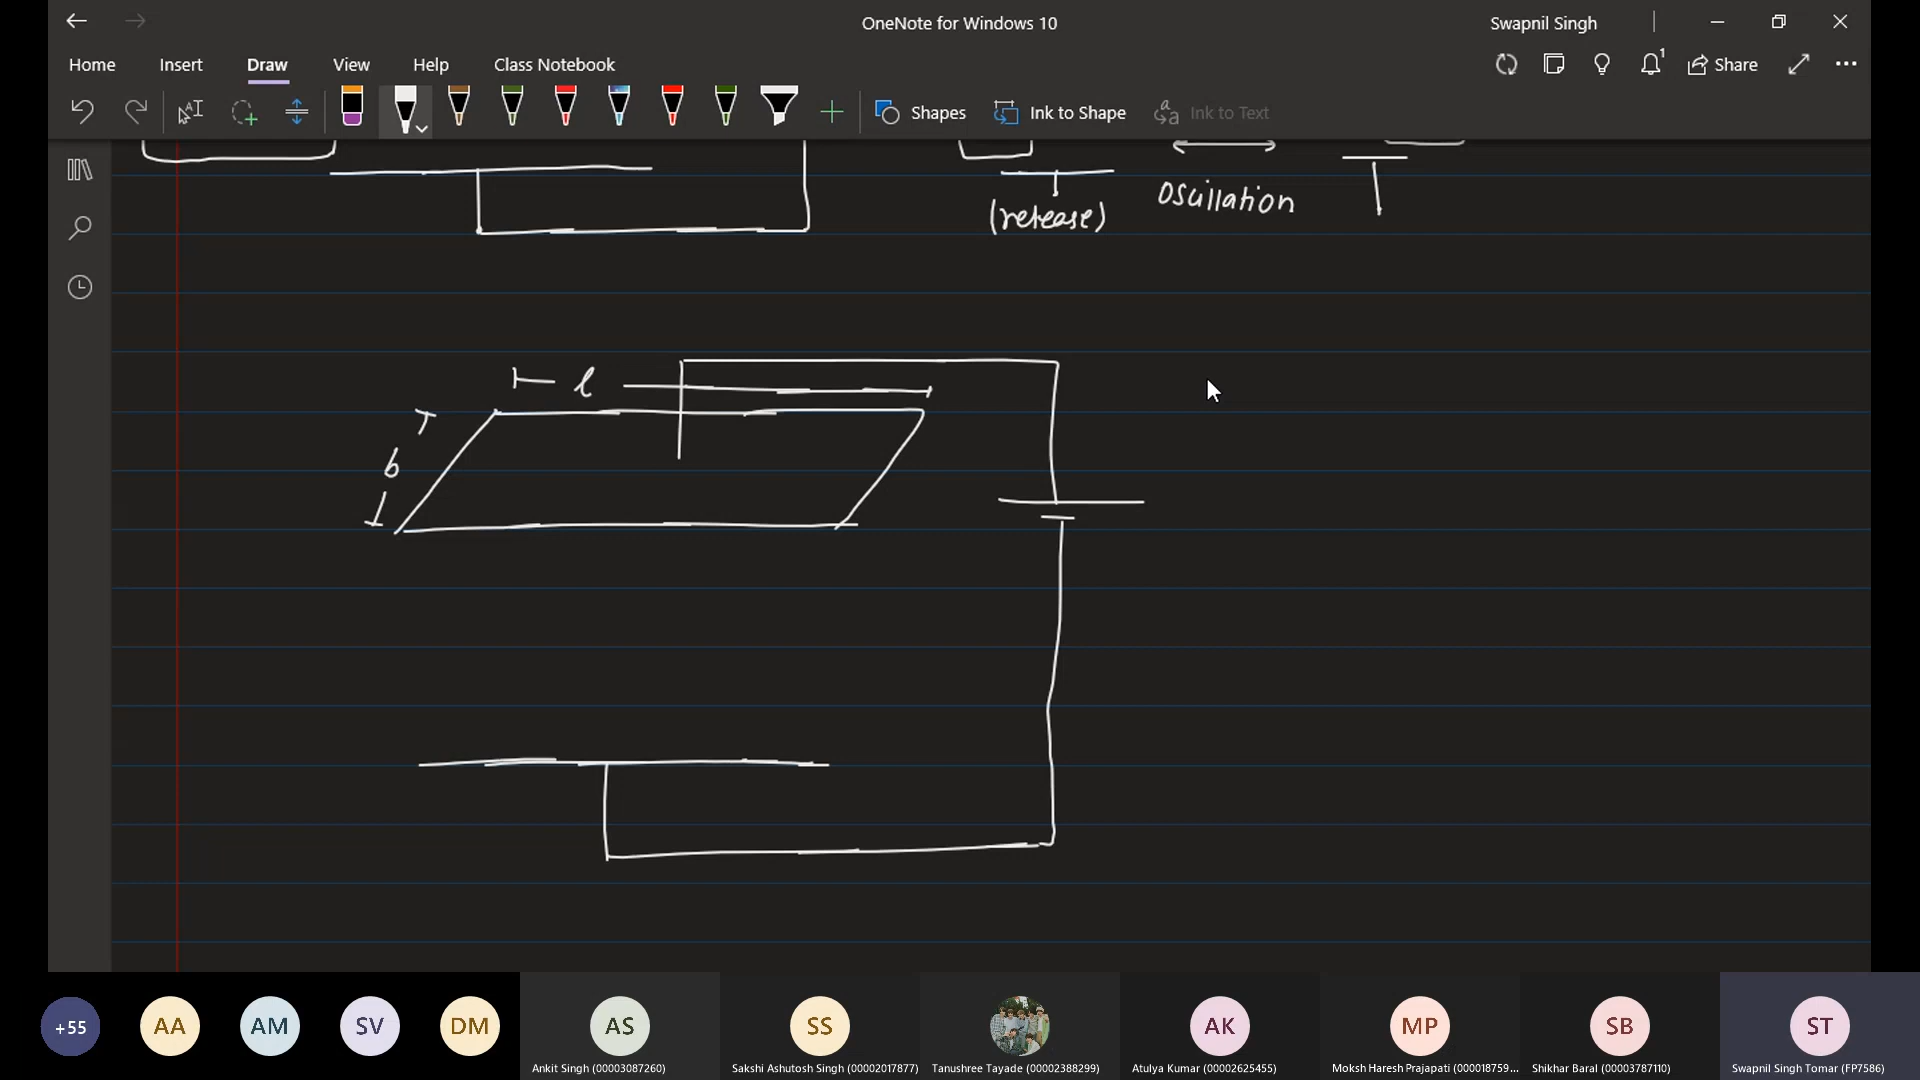 OneNote for Windows 10
Swapnil Singh
Home Insert Draw View Help Class Notebook
1 Share
Shapes Ink to Shape Ink to Text
(release)
oscillation
l
b
+55 AA AM SV DM AS SS AK MP SB ST
Ankit Singh (00003087260) Sakshi Ashutosh Singh (00002017877) Tanushree Tayade (00002388299) Atulya Kumar (00002625455) Moksh Haresh Prajapati (000018759... Shikhar Baral (00003787110) Swapnil Singh Tomar (FP7586)